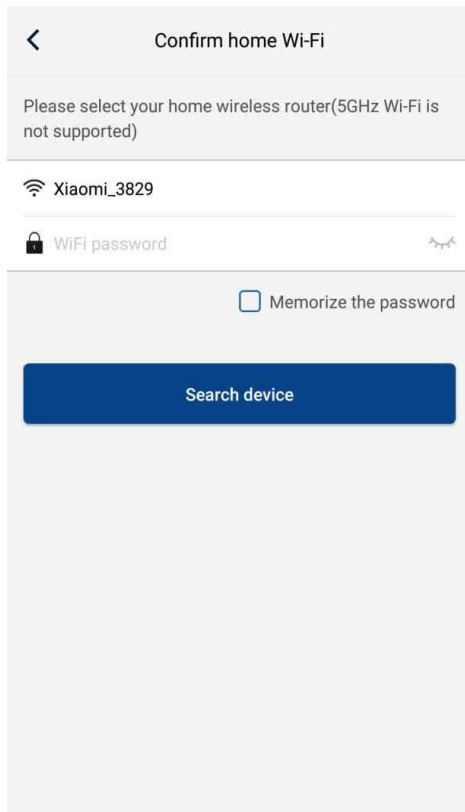 Confirm home Wi-Fi
Please select your home wireless router(5GHz Wi-Fi is
not supported)
Xiaomi_3829
WiFi password
Memorize the password
Search device